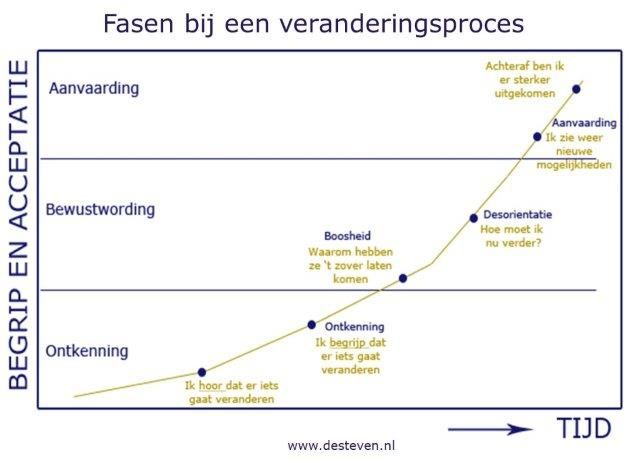 Fasen bij een veranderingsproces
BEGRIP EN ACCEPTATIE
Aanvaarding
Achteraf ben ik
er sterker
uitgekomen
Aanvaarding
Ik zie weer
nieuwe
mogelijkheden
Bewustwording
Desorientatie
Hoe moet ik
nu verder?
Boosheid
Waarom hebben
ze 't zover laten
komen
Ontkenning
Ontkenning
Ik begrijp dat
er iets gaat
veranderen
Ik hoor dat er iets
gaat veranderen
TIJD
www.desteven.nl